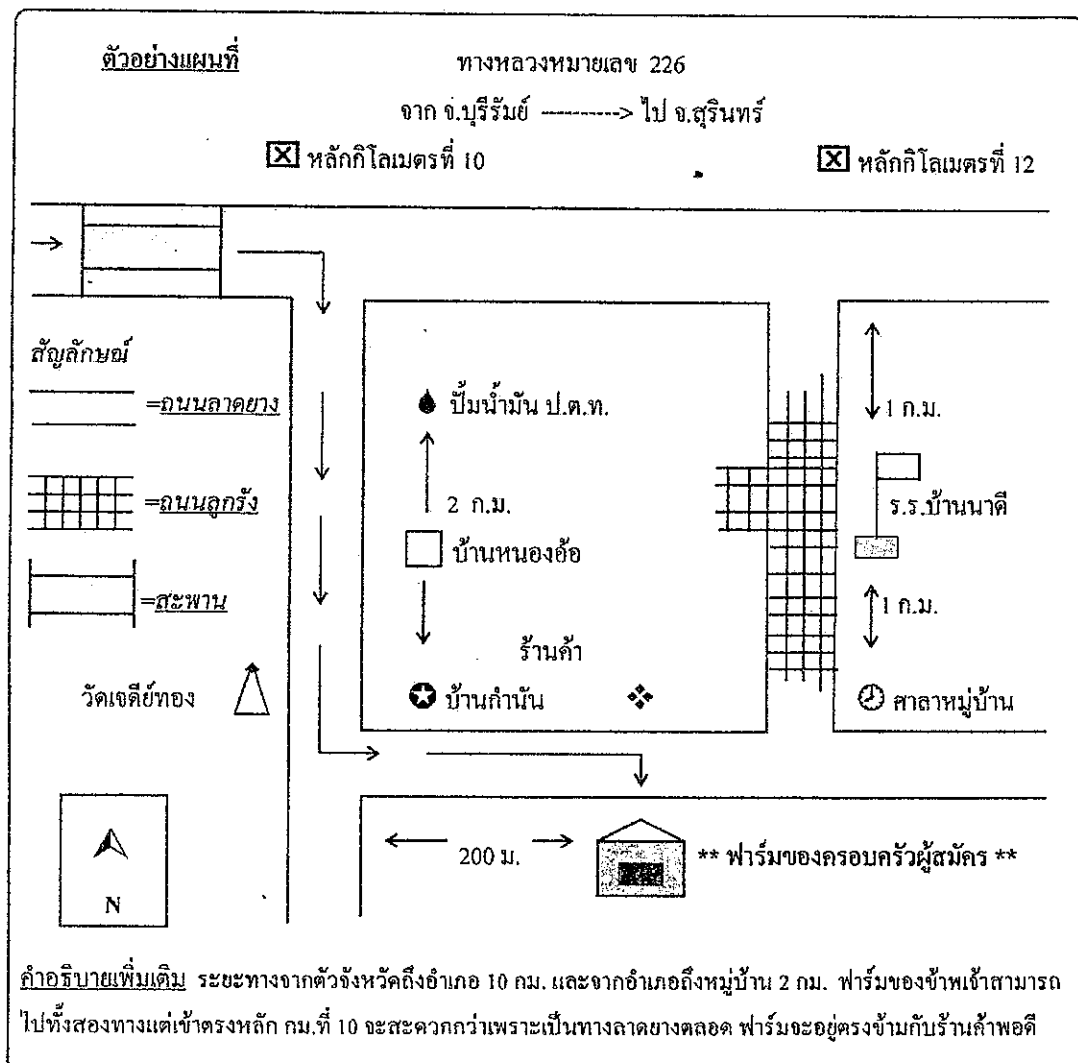 ตัวอย่างแผนที่
ทางหลวงหมายเลข 226
จาก จ.บุรีรัมย์ ----------> ไป จ.สุรินทร์
หลักกิโลเมตรที่ 10
หลักกิโลเมตรที่ 12
สัญลักษณ์
=ถนนลาดยาง
=ถนนลูกรัง
=สะพาน
วัดเจดีย์ทอง
N
ปั๊มน้ำมัน ป.ต.ท.
2 ก.ม.
บ้านหนองอ้อ
ร้านค้า
บ้านกำนัน
1 ก.ม.
ร.ร.บ้านนาดี
1 ก.ม.
ศาลาหมู่บ้าน
200 ม.
** ฟาร์มของครอบครัวผู้สมัคร **
คำอธิบายเพิ่มเติม ระยะทางจากตัวจังหวัดถึงอำเภอ 10 กม. และจากอำเภอถึงหมู่บ้าน 2 กม. ฟาร์มของข้าพเจ้าสามารถ
ไปทั้งสองทางแต่เข้าตรงหลัก กม.ที่ 10 จะสะดวกกว่าเพราะเป็นทางลาดยางตลอด ฟาร์มจะอยู่ตรงข้ามกับร้านค้าพอดี